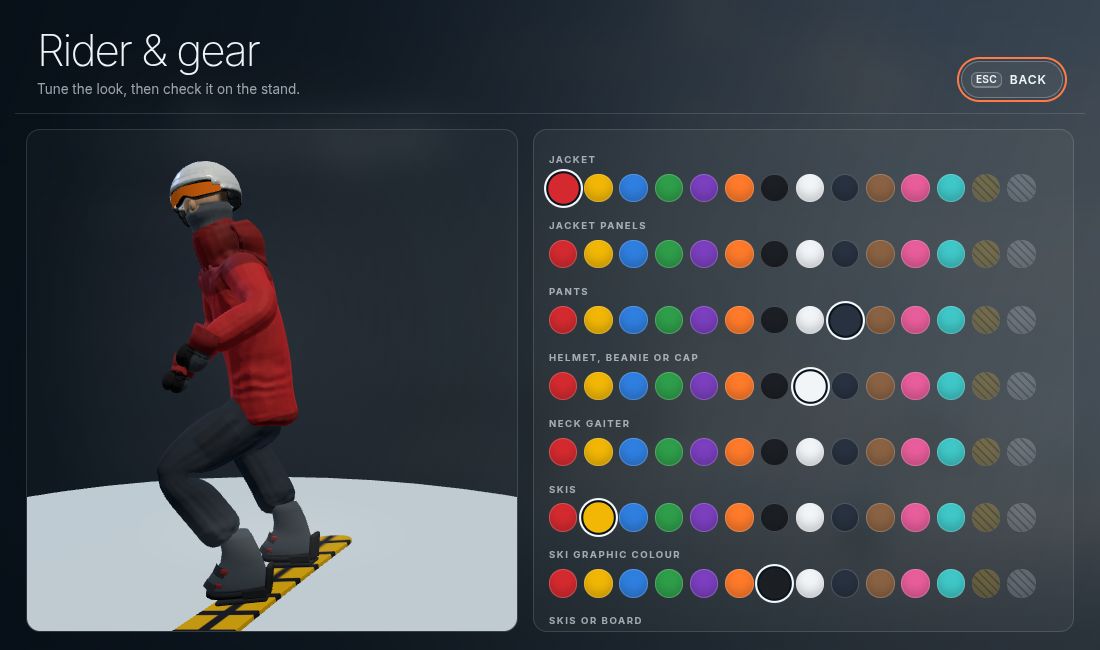 Rider & gear
Tune the look, then check it on the stand.
ESC BACK
JACKET
JACKET PANELS
PANTS
HELMET, BEANIE OR CAP
NECK GAITER
SKIS
SKI GRAPHIC COLOUR
SKIS OR BOARD